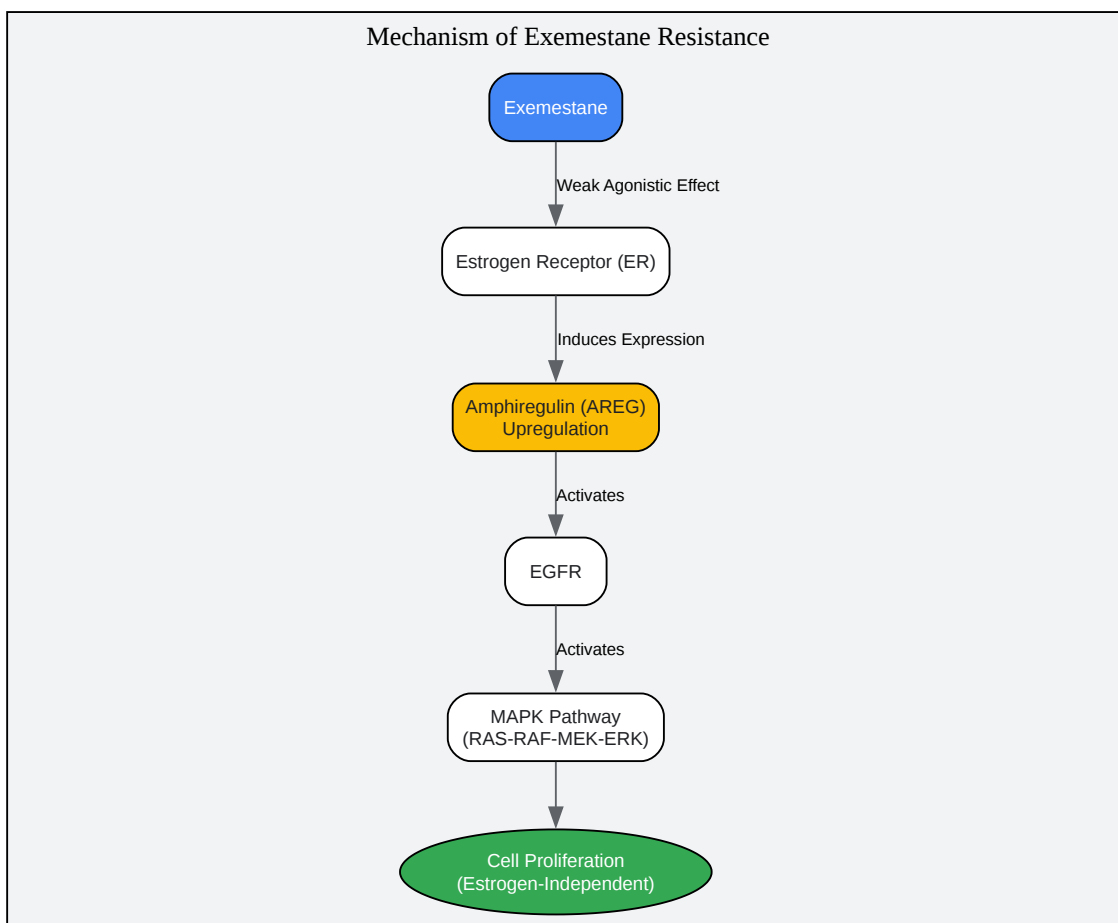 Mechanism of Exemestane Resistance
Exemestane
Weak Agonistic Effect
Estrogen Receptor (ER)
Induces Expression
Amphiregulin (AREG)
Upregulation
Activates
EGFR
Activates
MAPK Pathway
(RAS-RAF-MEK-ERK)
Cell Proliferation
(Estrogen-Independent)